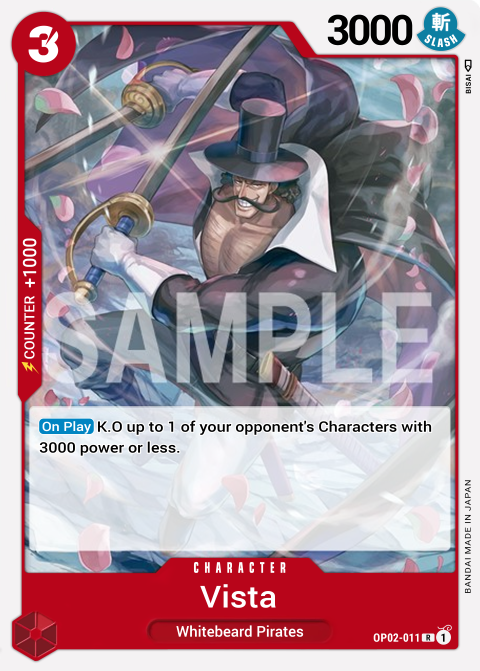 3
3000
斬
SLASH
BISAI
COUNTER +1000
SAMPLE
On Play K.O up to 1 of your opponent's Characters with
3000 power or less.
BANDAI MADE IN JAPAN
CHARACTER
Vista
Whitebeard Pirates
OP02-011 R 1